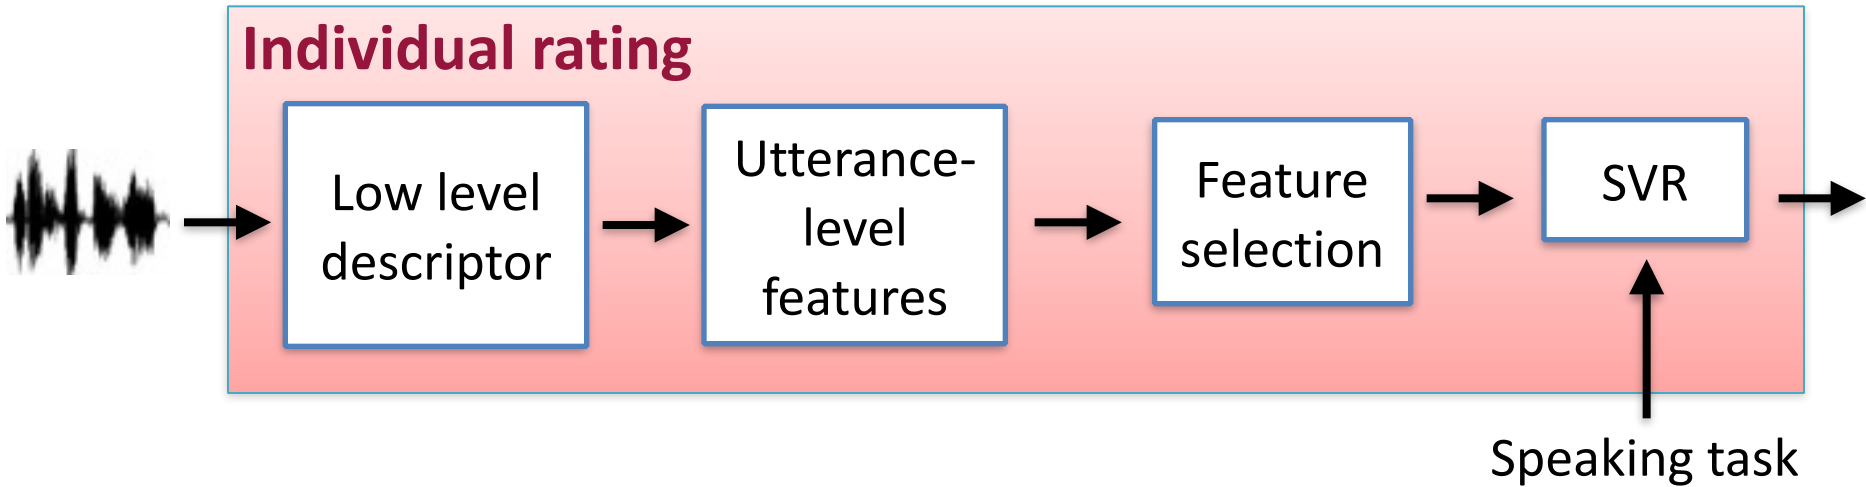 Individual rating
Low level
descriptor
Utterance-
level
features
Feature
selection
SVR
Speaking task